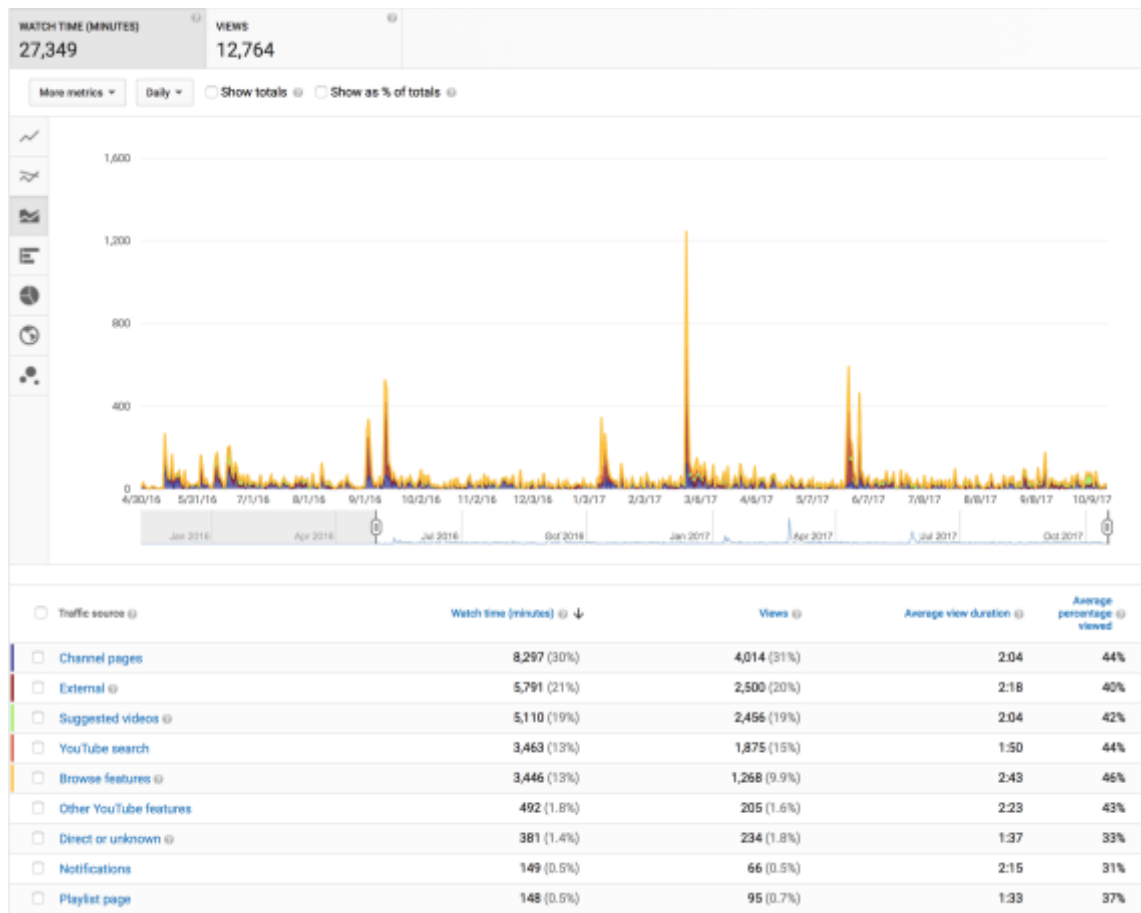 WATCH TIME (MINUTES) VIEWS
27,349 12,764
More metrics Daily Show totals Show as % of totals
1,600
1,200
800
400
0
4/30/16 5/31/16 7/1/16 8/1/16 9/1/16 10/2/16 11/2/16 12/3/16 1/3/17 2/3/17 3/6/17 4/6/17 5/7/17 6/7/17 7/8/17 8/8/17 9/8/17 10/9/17
Jan 2016 Apr 2016 Jul 2016 2016 Jan 2017 Apr 2017 Jul 2017 Oct 2017
Traffic source Watch time (minutes) Views Average view duration Average percentage viewed
Channel pages 8,297 (30%) 4,014 (31%) 2:04 44%
External 5,791 (21%) 2,500 (20%) 2:18 40%
Suggested videos 5,110 (19%) 2,456 (19%) 2:04 42%
YouTube search 3,463 (13%) 1,875 (15%) 1:50 44%
Browse features 3,446 (13%) 1,268 (9.9%) 2:43 46%
Other YouTube features 492 (1.8%) 205 (1.6%) 2:23 43%
Direct or unknown 381 (1.4%) 234 (1.8%) 1:37 33%
Notifications 149 (0.5%) 66 (0.5%) 2:15 31%
Playlist page 148 (0.5%) 95 (0.7%) 1:33 37%